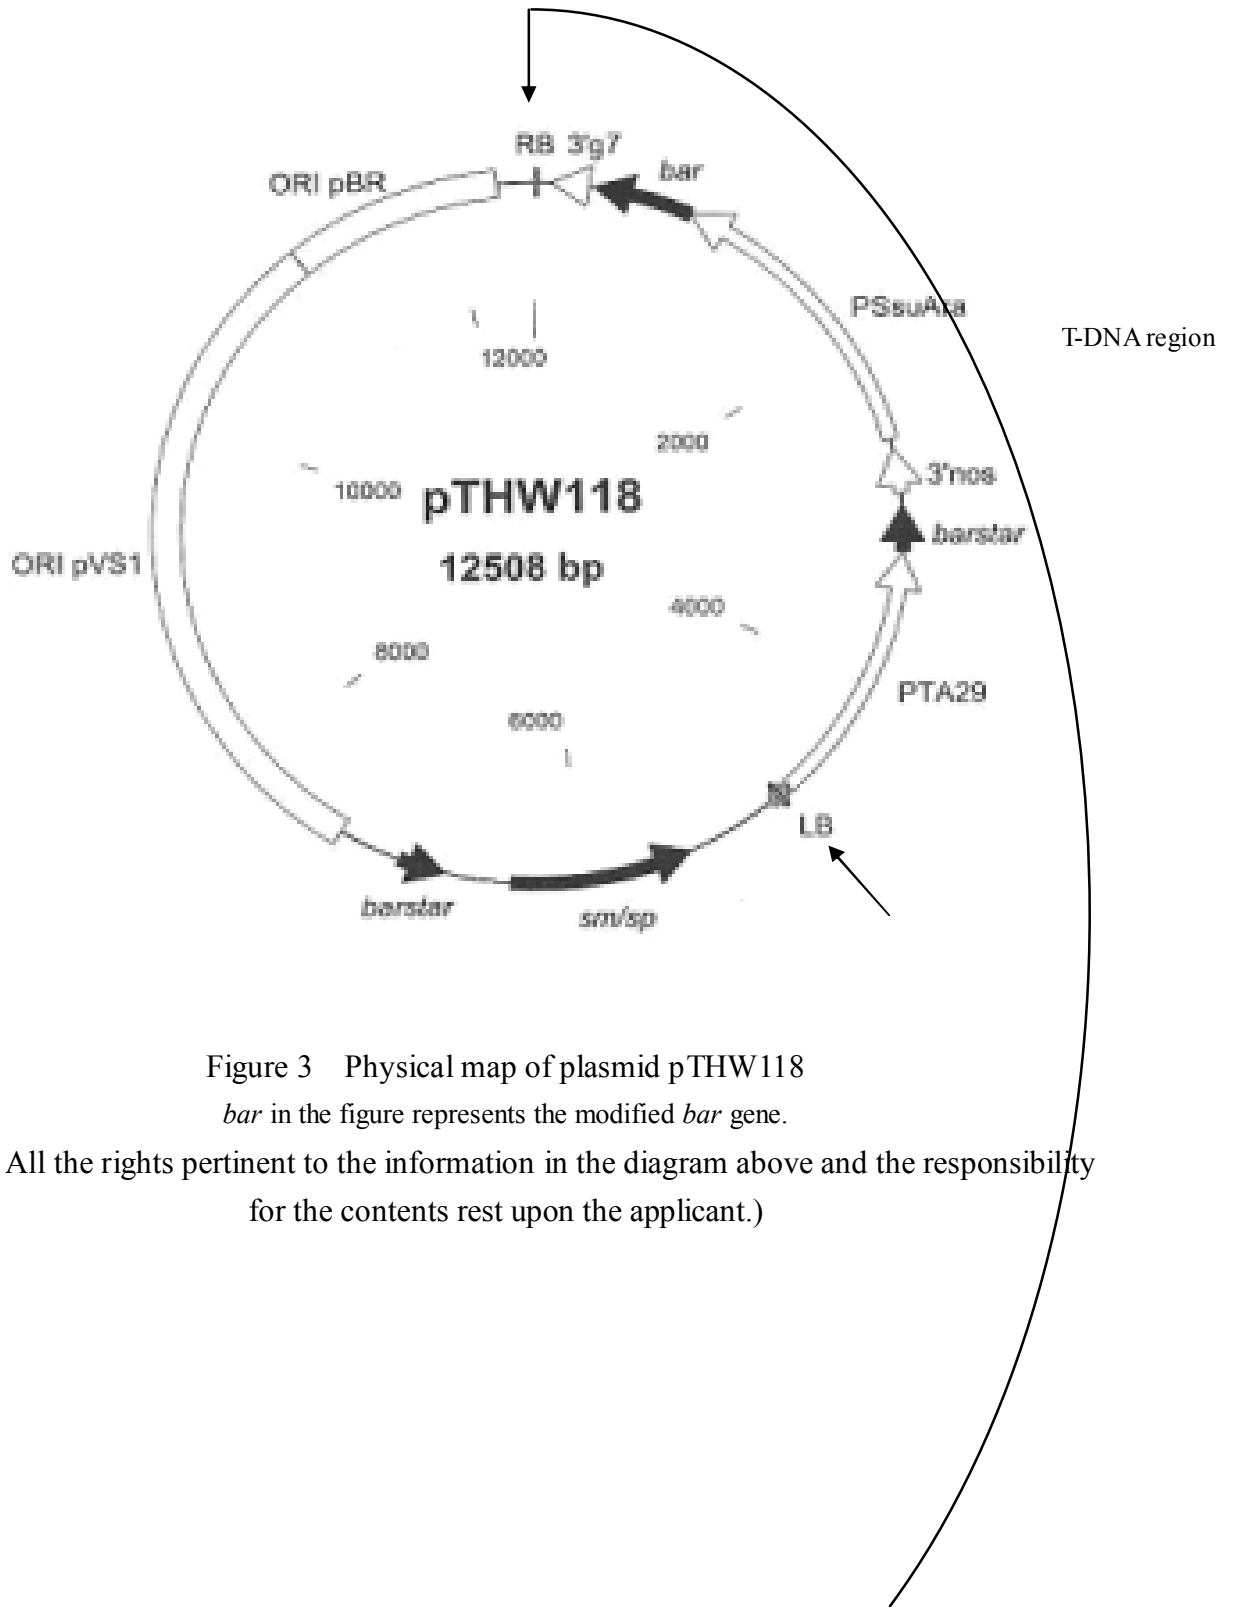 RB 3'g7
bar
ORI pBR
PSsuAra
T-DNA region
12000
2000
3'nos
10000
pTHW118
barstar
ORI pVS1
12508 bp
4000
8000
PTA29
6000
LB
barstar
sm/sp
Figure 3 Physical map of plasmid pTHW118
bar in the figure represents the modified bar gene.
All the rights pertinent to the information in the diagram above and the responsibility
for the contents rest upon the applicant.)